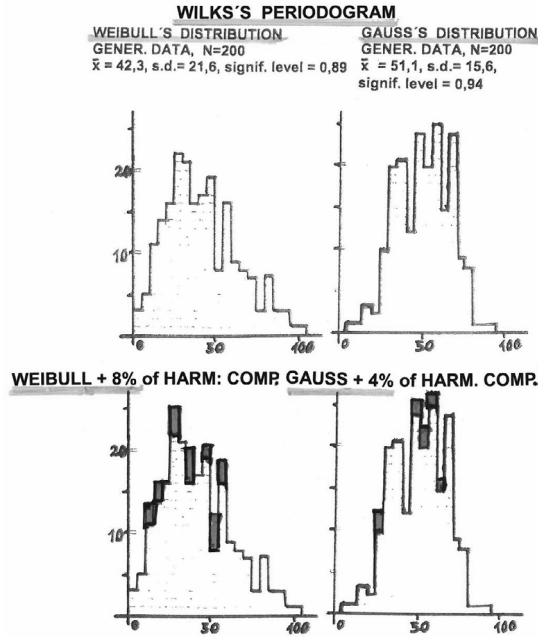 WILKS´S PERIODOGRAM
WEIBULL´S DISTRIBUTION
GENER. DATA, N=200
x̄ = 42,3, s.d.= 21,6, signif. level = 0,89
GAUSS´S DISTRIBUTION
GENER. DATA, N=200
x̄ = 51,1, s.d.= 15,6,
signif. level = 0,94
20
10
0 50 100
0 50 100
WEIBULL + 8% of HARM: COMP.
GAUSS + 4% of HARM. COMP.
20
10
0 50 100
0 50 100